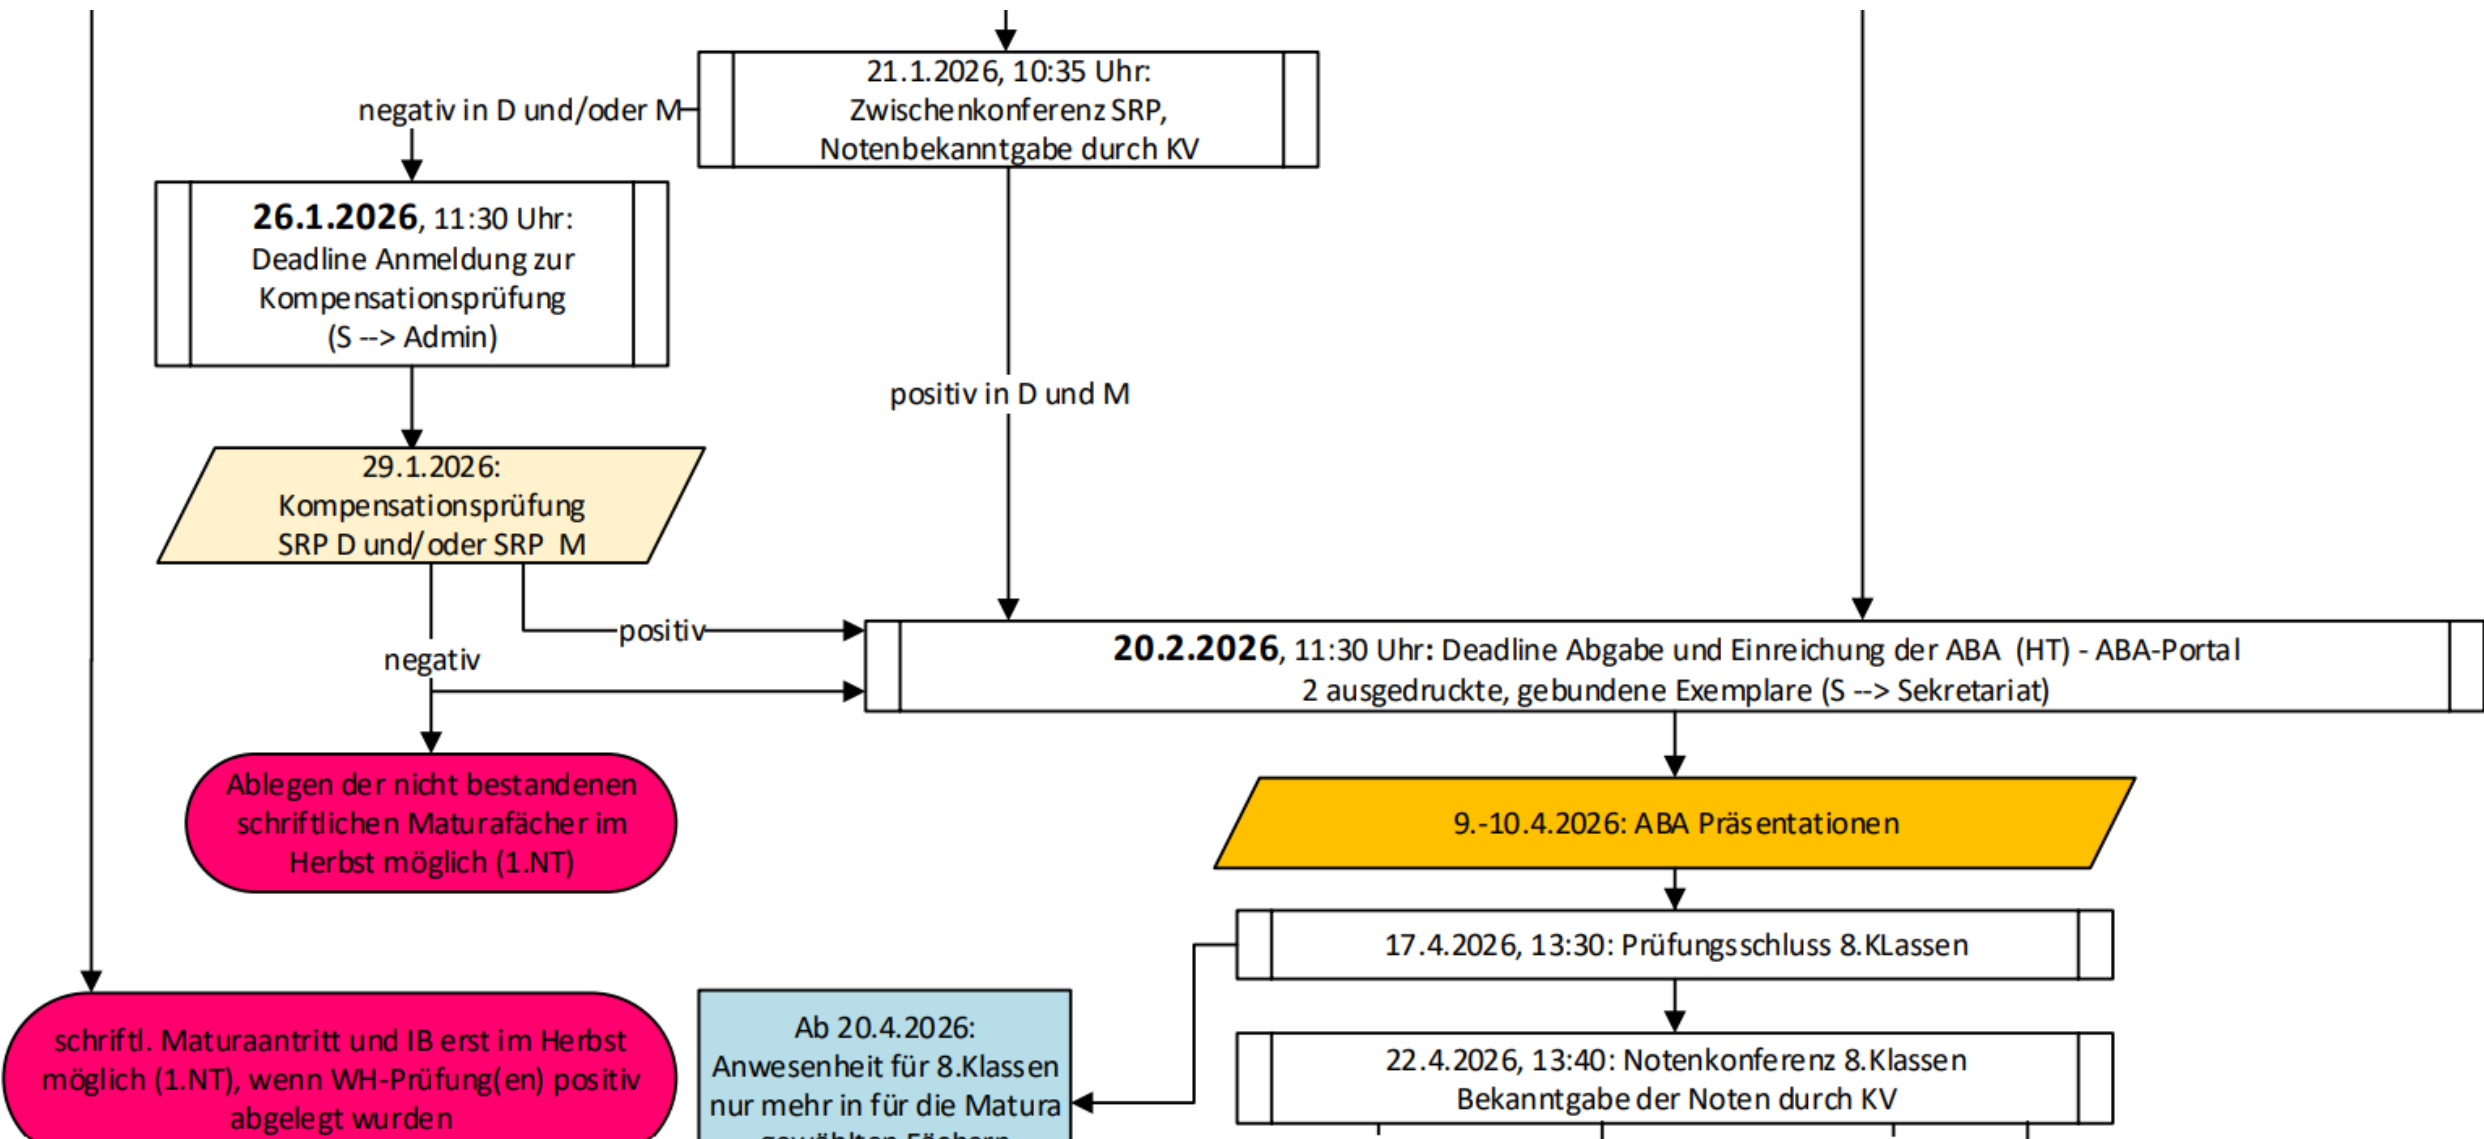 21.1.2026, 10:35 Uhr:
Zwischenkonferenz SRP,
Notenbekanntgabe durch KV
negativ in D und/oder M
26.1.2026, 11:30 Uhr:
Deadline Anmeldung zur
Kompensationsprüfung
(S --> Admin)
positiv in D und M
29.1.2026:
Kompensationsprüfung
SRP D und/oder SRP M
positiv
negativ
20.2.2026, 11:30 Uhr: Deadline Abgabe und Einreichung der ABA (HT) - ABA-Portal
2 ausgedruckte, gebundene Exemplare (S --> Sekretariat)
Ablegen der nicht bestandenen
schriftlichen Maturafächer im
Herbst möglich (1.NT)
9.-10.4.2026: ABA Präsentationen
17.4.2026, 13:30: Prüfungsschluss 8.KLassen
22.4.2026, 13:40: Notenkonferenz 8.Klassen
Bekanntgabe der Noten durch KV
Ab 20.4.2026:
Anwesenheit für 8.Klassen
nur mehr in für die Matura
gewählten Fächern
schriftl. Maturaantritt und IB erst im Herbst
möglich (1.NT), wenn WH-Prüfung(en) positiv
abgelegt wurden